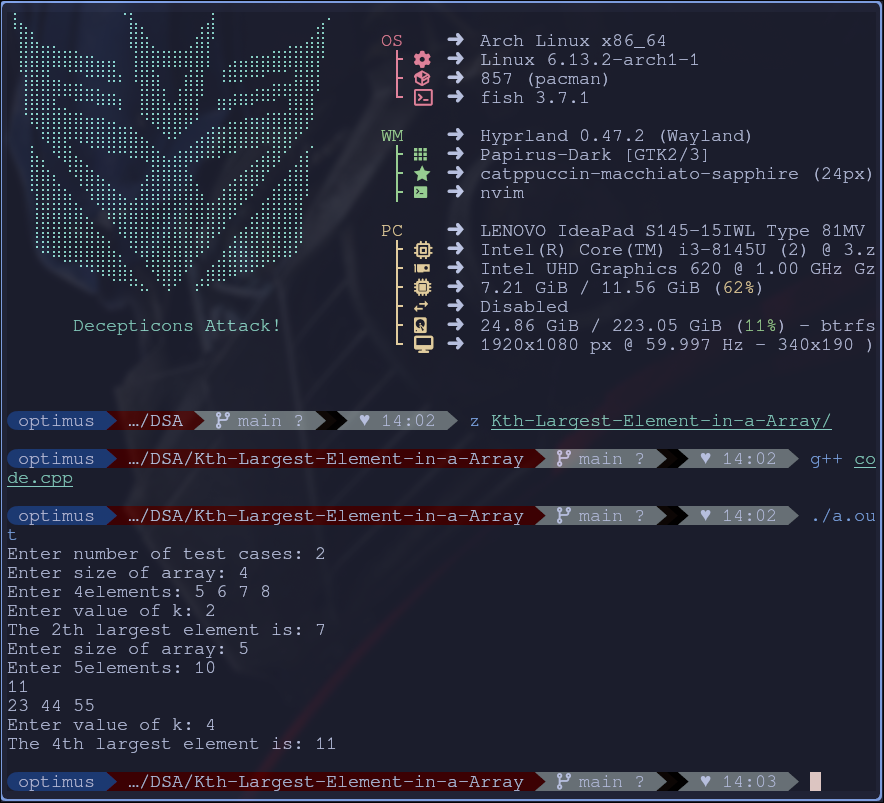 OS ➜ Arch Linux x86_64
➜ Linux 6.13.2-arch1-1
➜ 857 (pacman)
➜ fish 3.7.1
WM ➜ Hyprland 0.47.2 (Wayland)
➜ Papirus-Dark [GTK2/3]
➜ catppuccin-macchiato-sapphire (24px)
➜ nvim
PC ➜ LENOVO IdeaPad S145-15IWL Type 81MV
➜ Intel(R) Core(TM) i3-8145U (2) @ 3.z
➜ Intel UHD Graphics 620 @ 1.00 GHz Gz
➜ 7.21 GiB / 11.56 GiB (62%)
➜ Disabled
➜ 24.86 GiB / 223.05 GiB (11%) - btrfs
➜ 1920x1080 px @ 59.997 Hz - 340x190 )
Decepticons Attack!
optimus …/DSA main ? ♥ 14:02 z Kth-Largest-Element-in-a-Array/
optimus …/DSA/Kth-Largest-Element-in-a-Array main ? ♥ 14:02 g++ co
de.cpp
optimus …/DSA/Kth-Largest-Element-in-a-Array main ? ♥ 14:02 ./a.ou
t
Enter number of test cases: 2
Enter size of array: 4
Enter 4elements: 5 6 7 8
Enter value of k: 2
The 2th largest element is: 7
Enter size of array: 5
Enter 5elements: 10
11
23 44 55
Enter value of k: 4
The 4th largest element is: 11
optimus …/DSA/Kth-Largest-Element-in-a-Array main ? ♥ 14:03